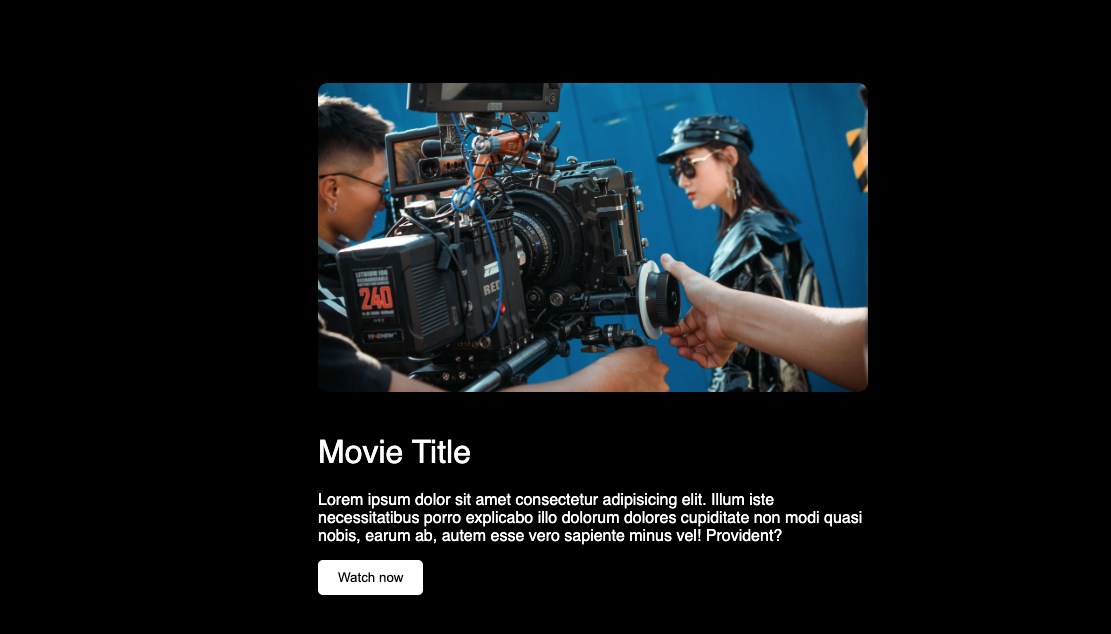 LITHIUM ION
240
RED
Movie Title
Lorem ipsum dolor sit amet consectetur adipisicing elit. Illum iste
necessitatibus porro explicabo illo dolorum dolores cupiditate non modi quasi
nobis, earum ab, autem esse vero sapiente minus vel! Provident?
Watch now